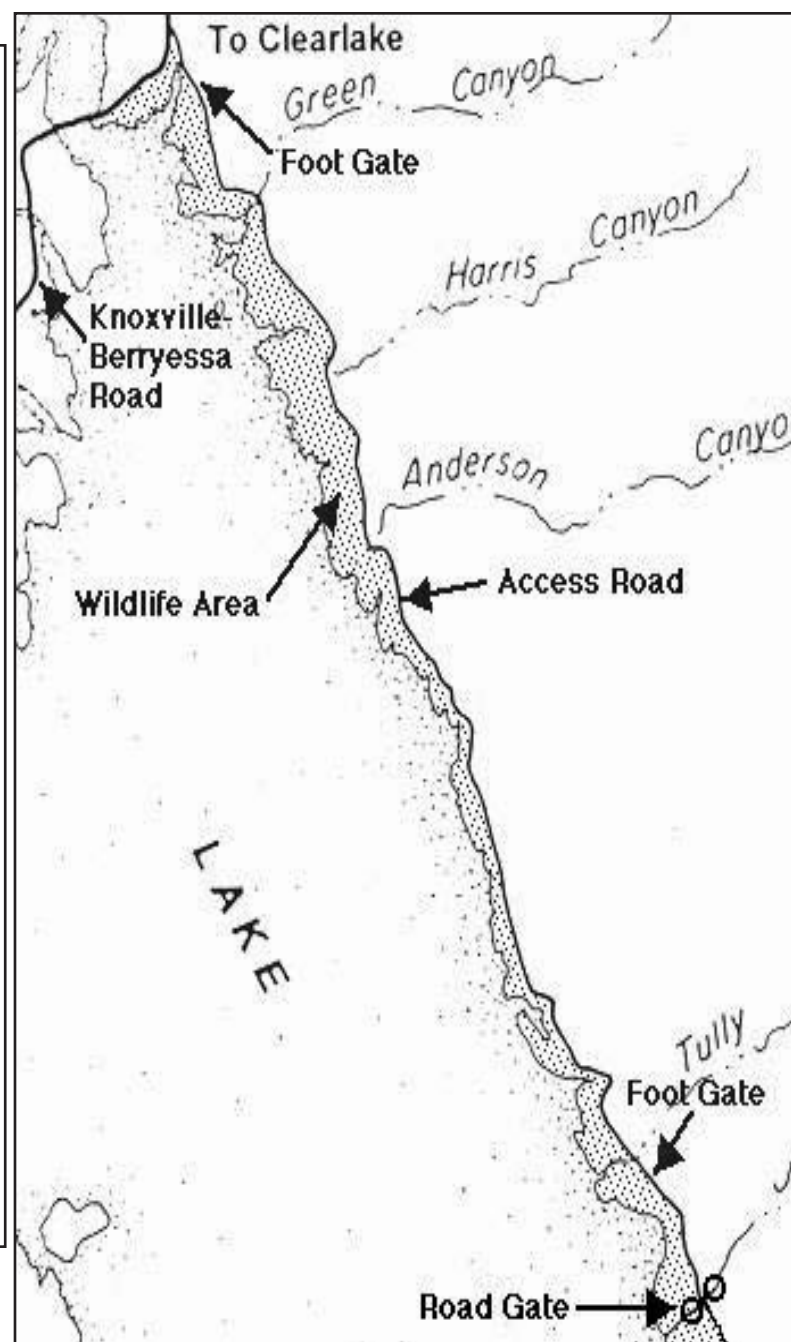 To Clearlake
Green Canyon
Foot Gate
Harris Canyon
Knoxville-
Berryessa
Road
Anderson Canyo
Access Road
Wildlife Area
LAKE
Tully
Foot Gate
Road Gate